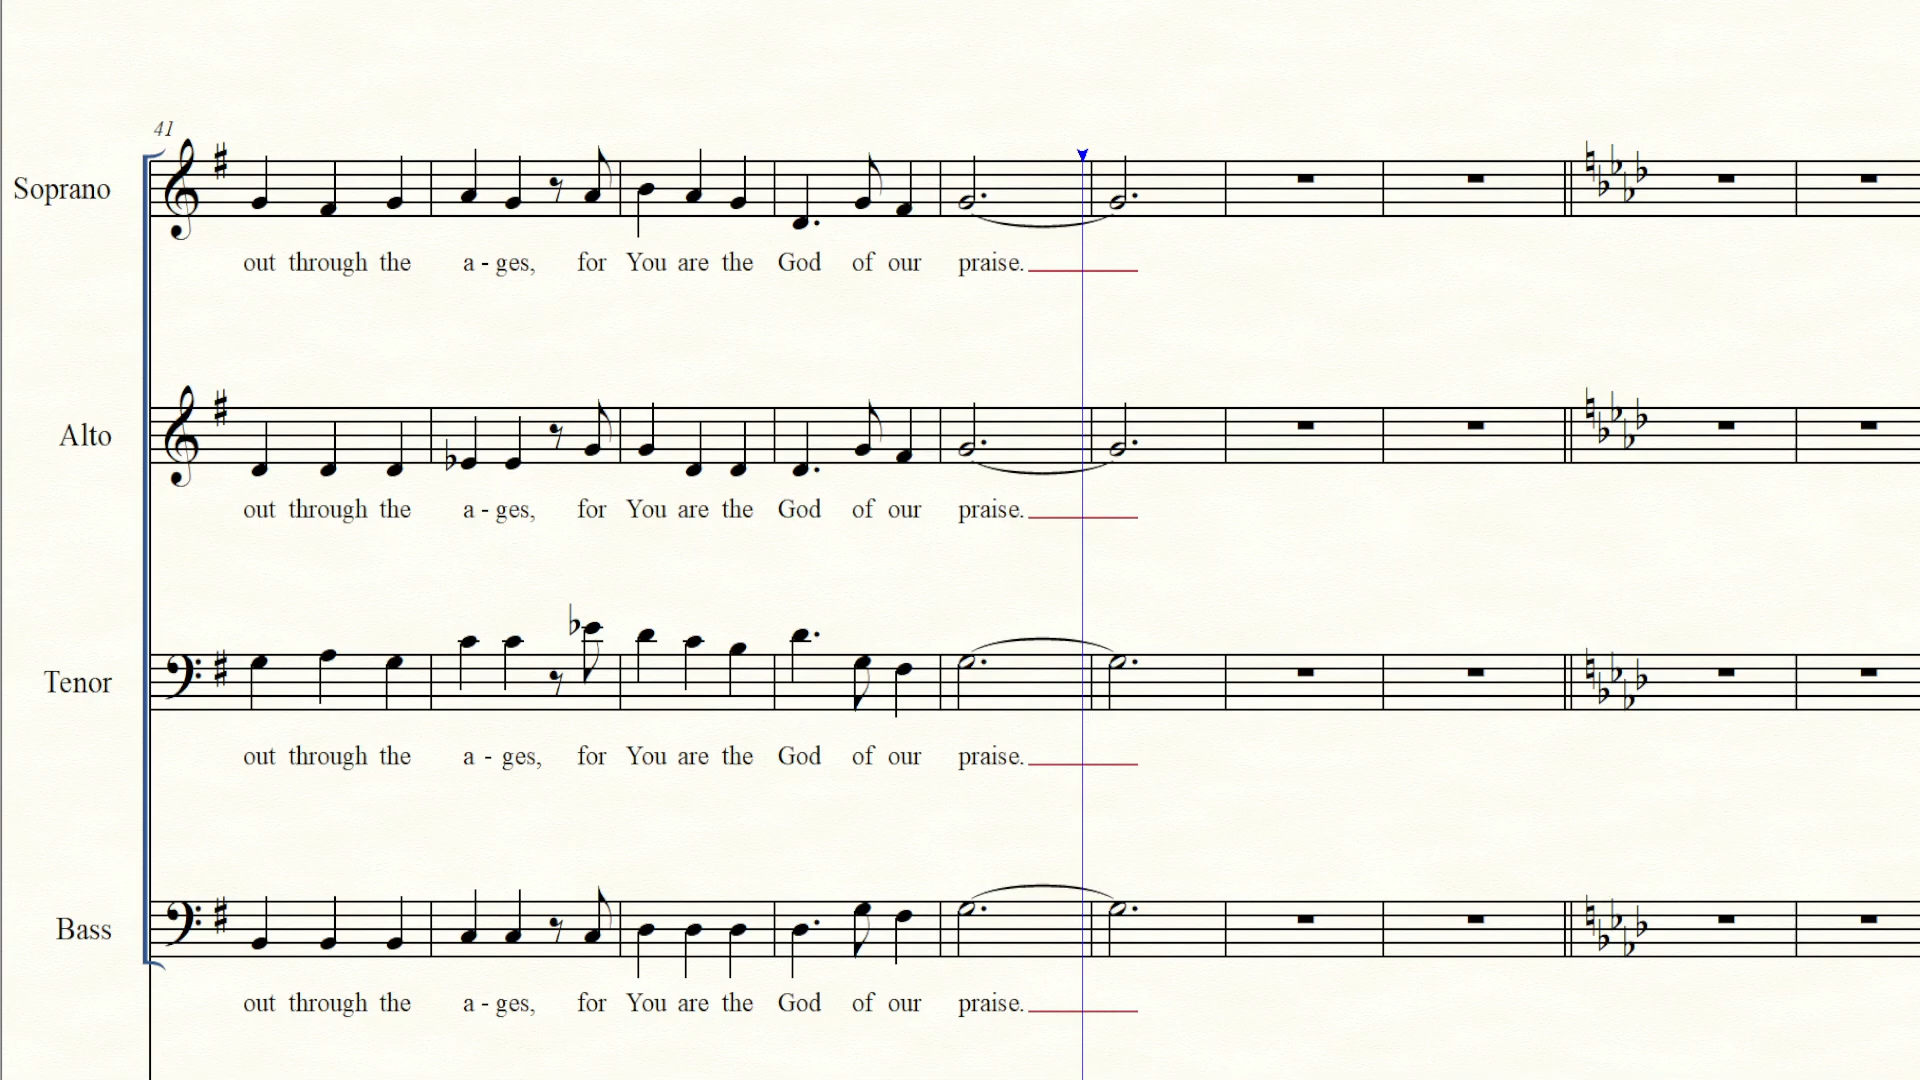 41
Soprano
out through the a - ges, for You are the God of our praise.
Alto
out through the a - ges, for You are the God of our praise.
Tenor
out through the a - ges, for You are the God of our praise.
Bass
out through the a - ges, for You are the God of our praise.